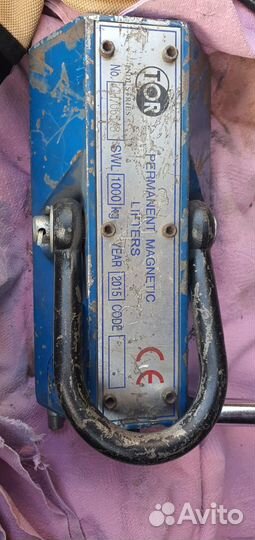 TOR
PERMANENT MAGNETIC
LIFTERS
No.
SWL 1000 kg YEAR 2015 CODE
CE
Avito